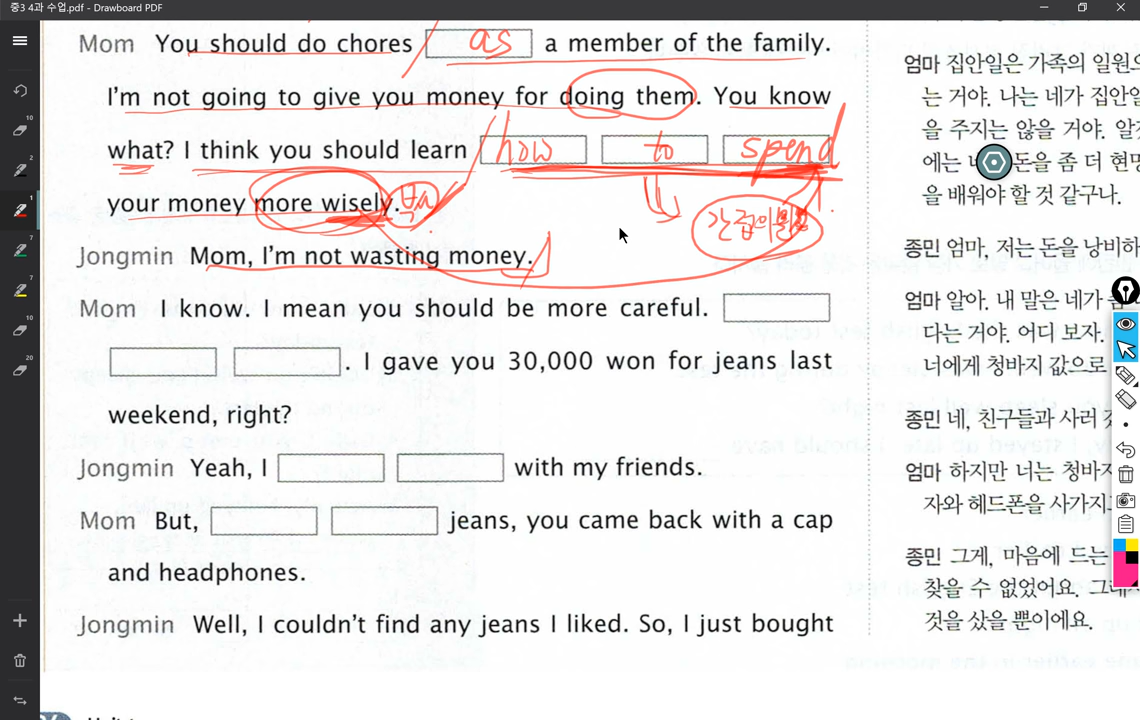 중3 4과 수업.pdf - Drawboard PDF
Mom You should do chores as a member of the family.
I'm not going to give you money for doing them. You know
what? I think you should learn how to spend
your money more wisely. 부사
간접의문문
Jongmin Mom, I'm not wasting money.
Mom I know. I mean you should be more careful.
. I gave you 30,000 won for jeans last
weekend, right?
Jongmin Yeah, I with my friends.
Mom But, jeans, you came back with a cap
and headphones.
Jongmin Well, I couldn't find any jeans I liked. So, I just bought
엄마 집안일은 가족의 일원으
는 거야. 나는 네가 집안일
을 주지는 않을 거야. 알
에는 돈을 좀 더 현명
을 배워야 할 것 같구나.
종민 엄마, 저는 돈을 낭비하
엄마 알아. 내 말은 네가
다는 거야. 어디 보자.
너에게 청바지 값으로
종민 네, 친구들과 사러
엄마 하지만 너는 청바지
자와 헤드폰을 사가지고
종민 그게, 마음에 드는
찾을 수 없었어요. 그래
것을 샀을 뿐이에요.
10
2
1
7
7
10
20